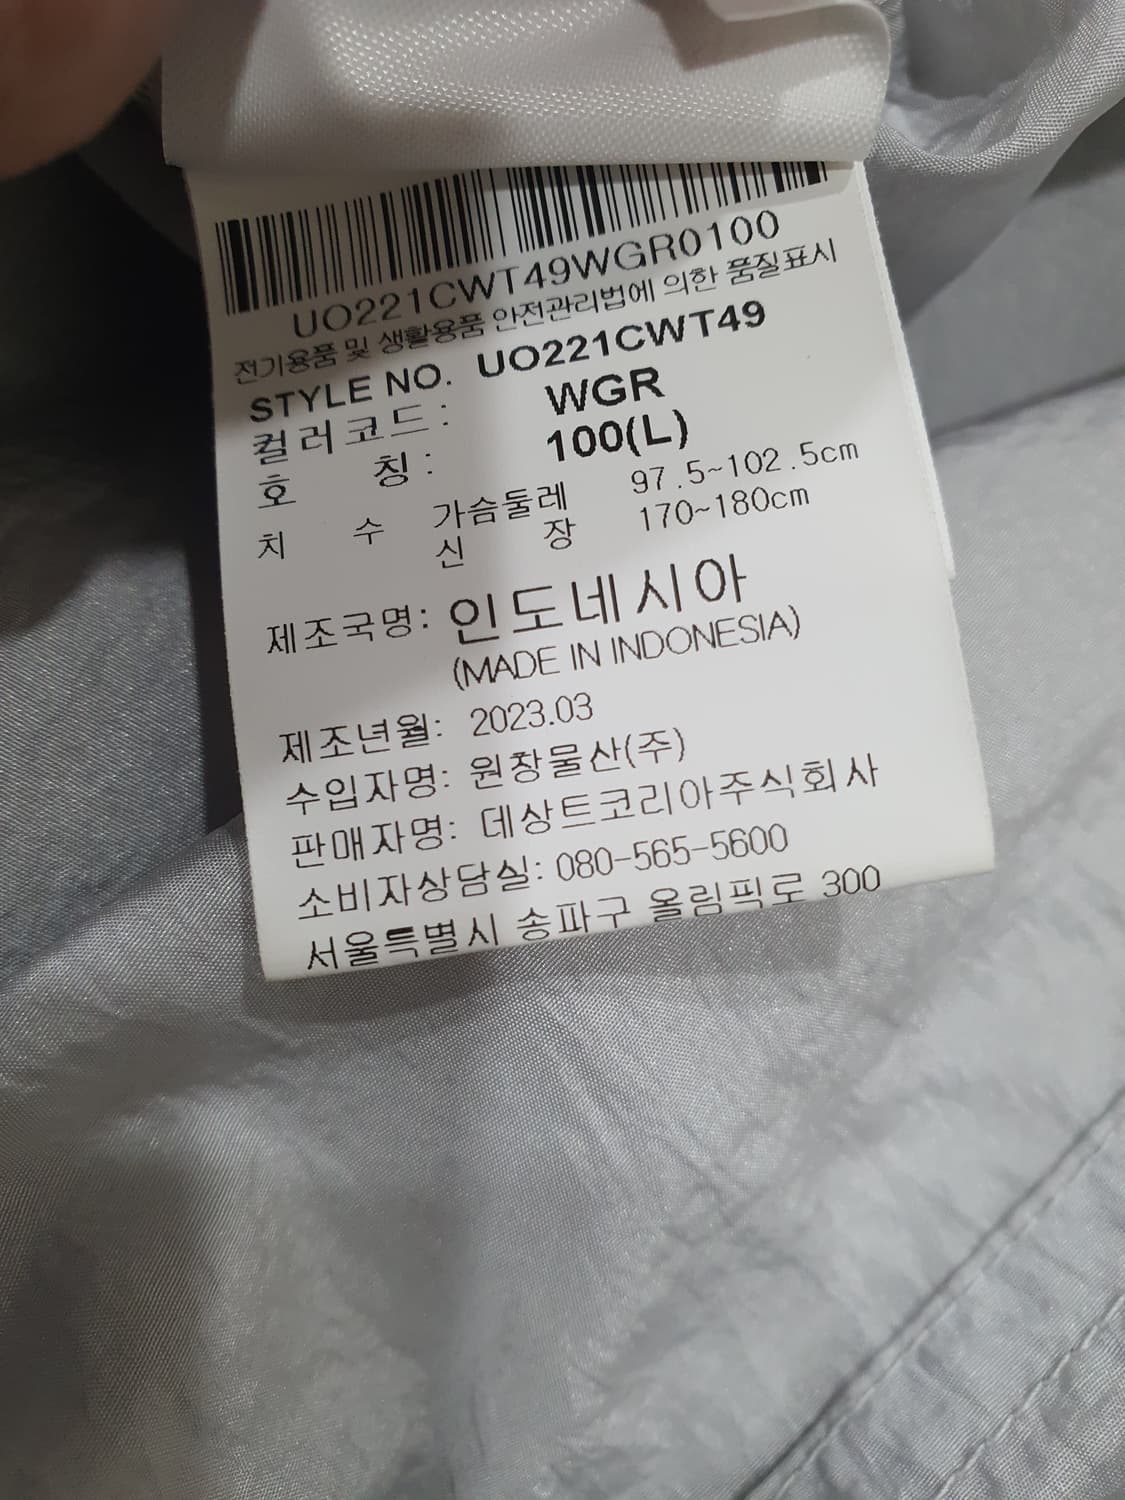 UO221CWT49WGR0100
전기용품 및 생활용품 안전관리법에 의한 품질표시
STYLE NO. UO221CWT49
컬러코드: WGR
호 칭: 100(L)
치 수 가슴둘레 97.5~102.5cm
신 장 170~180cm
제조국명: 인도네시아
(MADE IN INDONESIA)
제조년월: 2023.03
수입자명: 원창물산(주)
판매자명: 데상트코리아주식회사
소비자상담실: 080-565-5600
서울특별시 송파구 올림픽로 300